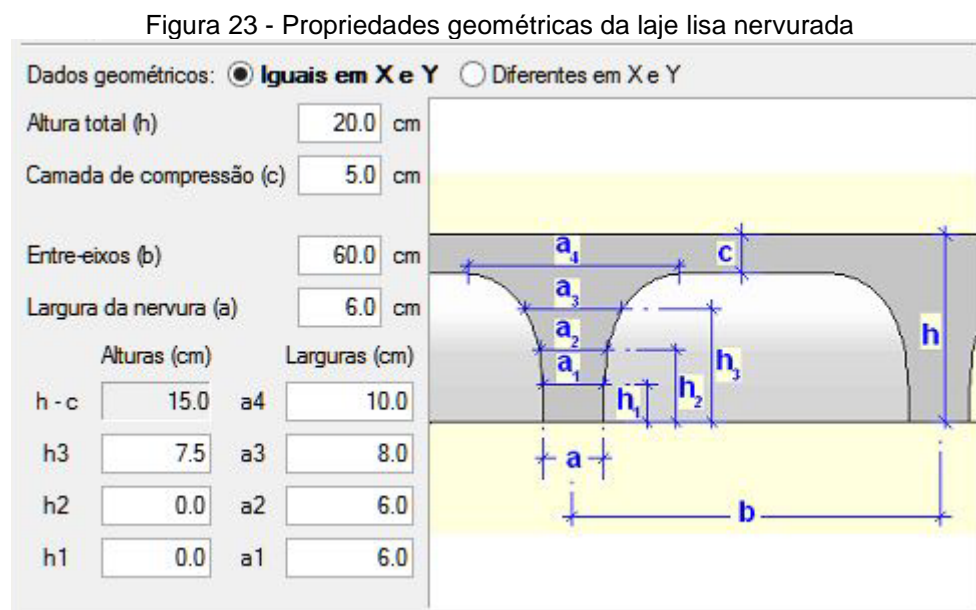 Figura 23 - Propriedades geométricas da laje lisa nervurada
Dados geométricos: Iguais em X e Y Diferentes em X e Y
Altura total (h) 20.0 cm
Camada de compressão (c) 5.0 cm
Entre-eixos (b) 60.0 cm
Largura da nervura (a) 6.0 cm
Alturas (cm) Larguras (cm)
h - c 15.0 a4 10.0
h3 7.5 a3 8.0
h2 0.0 a2 6.0
h1 0.0 a1 6.0
a4 c
a3
a2 h
a1 h3
h1 h2
a
b